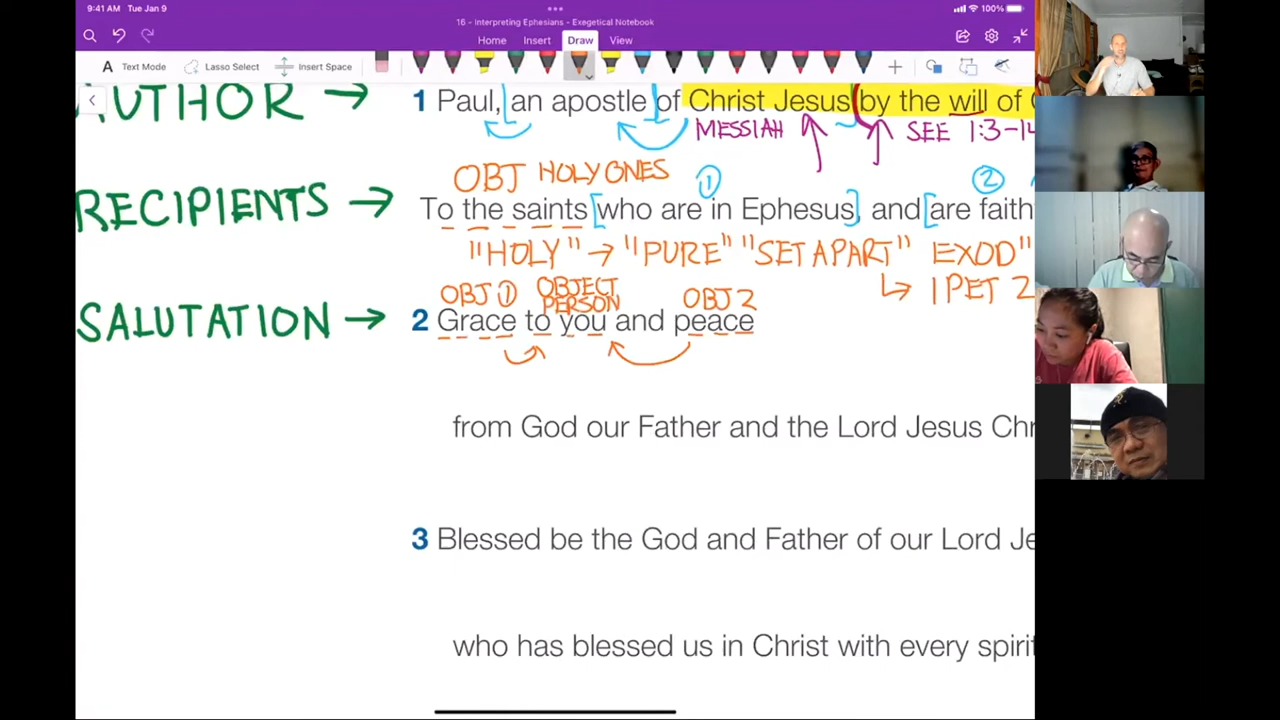 9:41 AM Tue Jan 9
100%
16 - Interpreting Ephesians - Exegetical Notebook
Home Insert Draw View
Text Mode Lasso Select Insert Space
AUTHOR →
1 Paul, [an apostle of Christ Jesus by the will of
MESSIAH SEE 1:3-14
OBJ HOLY ONES ① ②
RECIPIENTS → To the saints [who are in Ephesus], and [are faith
"HOLY" → "PURE" "SET APART" EXOD
↳ 1 PET 2
OBJ ① OBJECT PERSON OBJ 2
SALUTATION → 2 Grace to you and peace
from God our Father and the Lord Jesus Chr
3 Blessed be the God and Father of our Lord Je
who has blessed us in Christ with every spirit